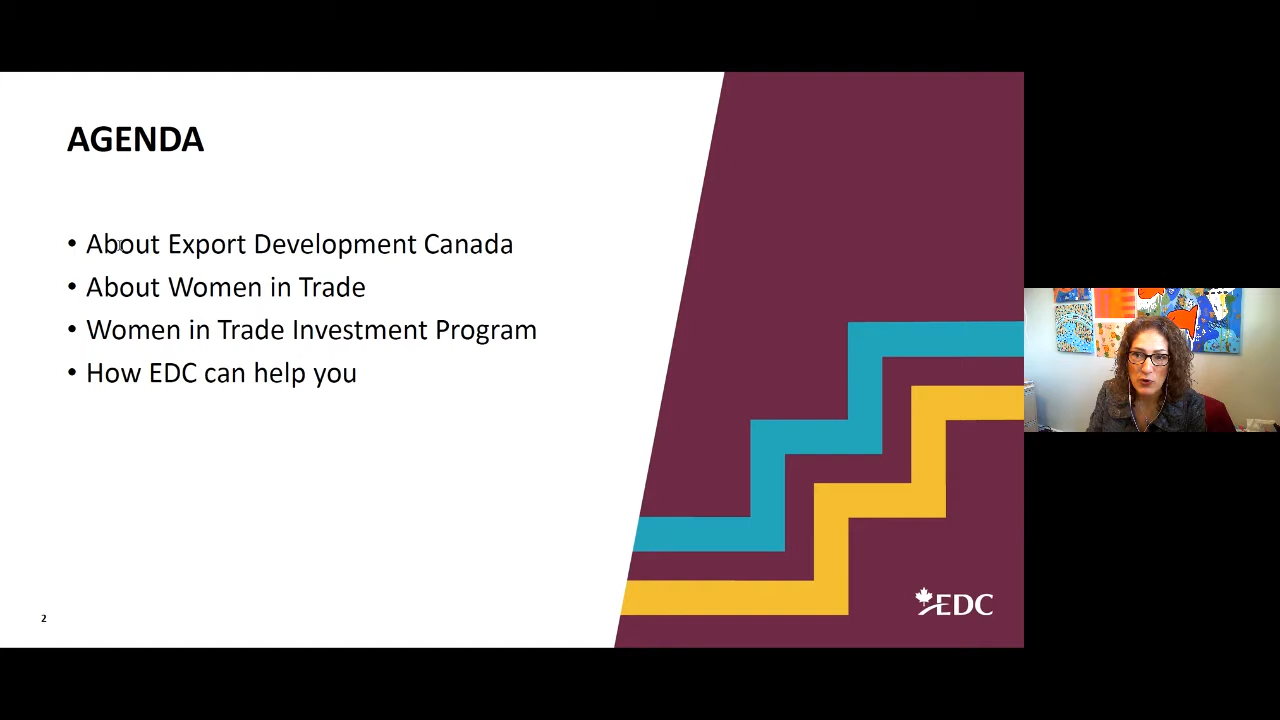 AGENDA
• About Export Development Canada
• About Women in Trade
• Women in Trade Investment Program
• How EDC can help you
2
EDC